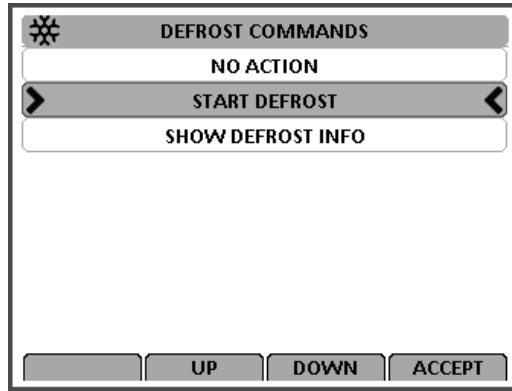 DEFROST COMMANDS
NO ACTION
START DEFROST
SHOW DEFROST INFO
UP DOWN ACCEPT